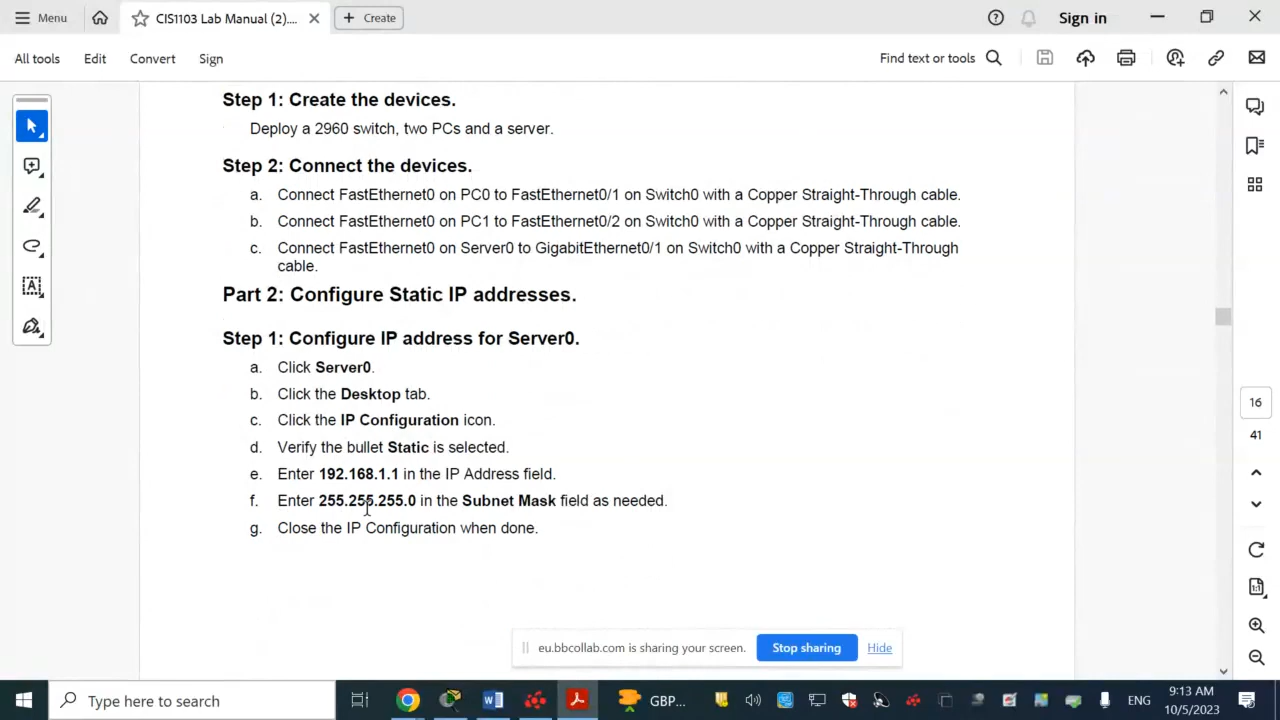 Menu
CIS1103 Lab Manual (2)....
Create
Sign in
All tools
Edit
Convert
Sign
Find text or tools
Step 1: Create the devices.
Deploy a 2960 switch, two PCs and a server.
Step 2: Connect the devices.
a. Connect FastEthernet0 on PC0 to FastEthernet0/1 on Switch0 with a Copper Straight-Through cable.
b. Connect FastEthernet0 on PC1 to FastEthernet0/2 on Switch0 with a Copper Straight-Through cable.
c. Connect FastEthernet0 on Server0 to GigabitEthernet0/1 on Switch0 with a Copper Straight-Through
cable.
Part 2: Configure Static IP addresses.
Step 1: Configure IP address for Server0.
a. Click Server0.
b. Click the Desktop tab.
c. Click the IP Configuration icon.
d. Verify the bullet Static is selected.
e. Enter 192.168.1.1 in the IP Address field.
f. Enter 255.255.255.0 in the Subnet Mask field as needed.
g. Close the IP Configuration when done.
16
41
eu.bbcollab.com is sharing your screen.
Stop sharing
Hide
Type here to search
GBP...
ENG
9:13 AM
10/5/2023